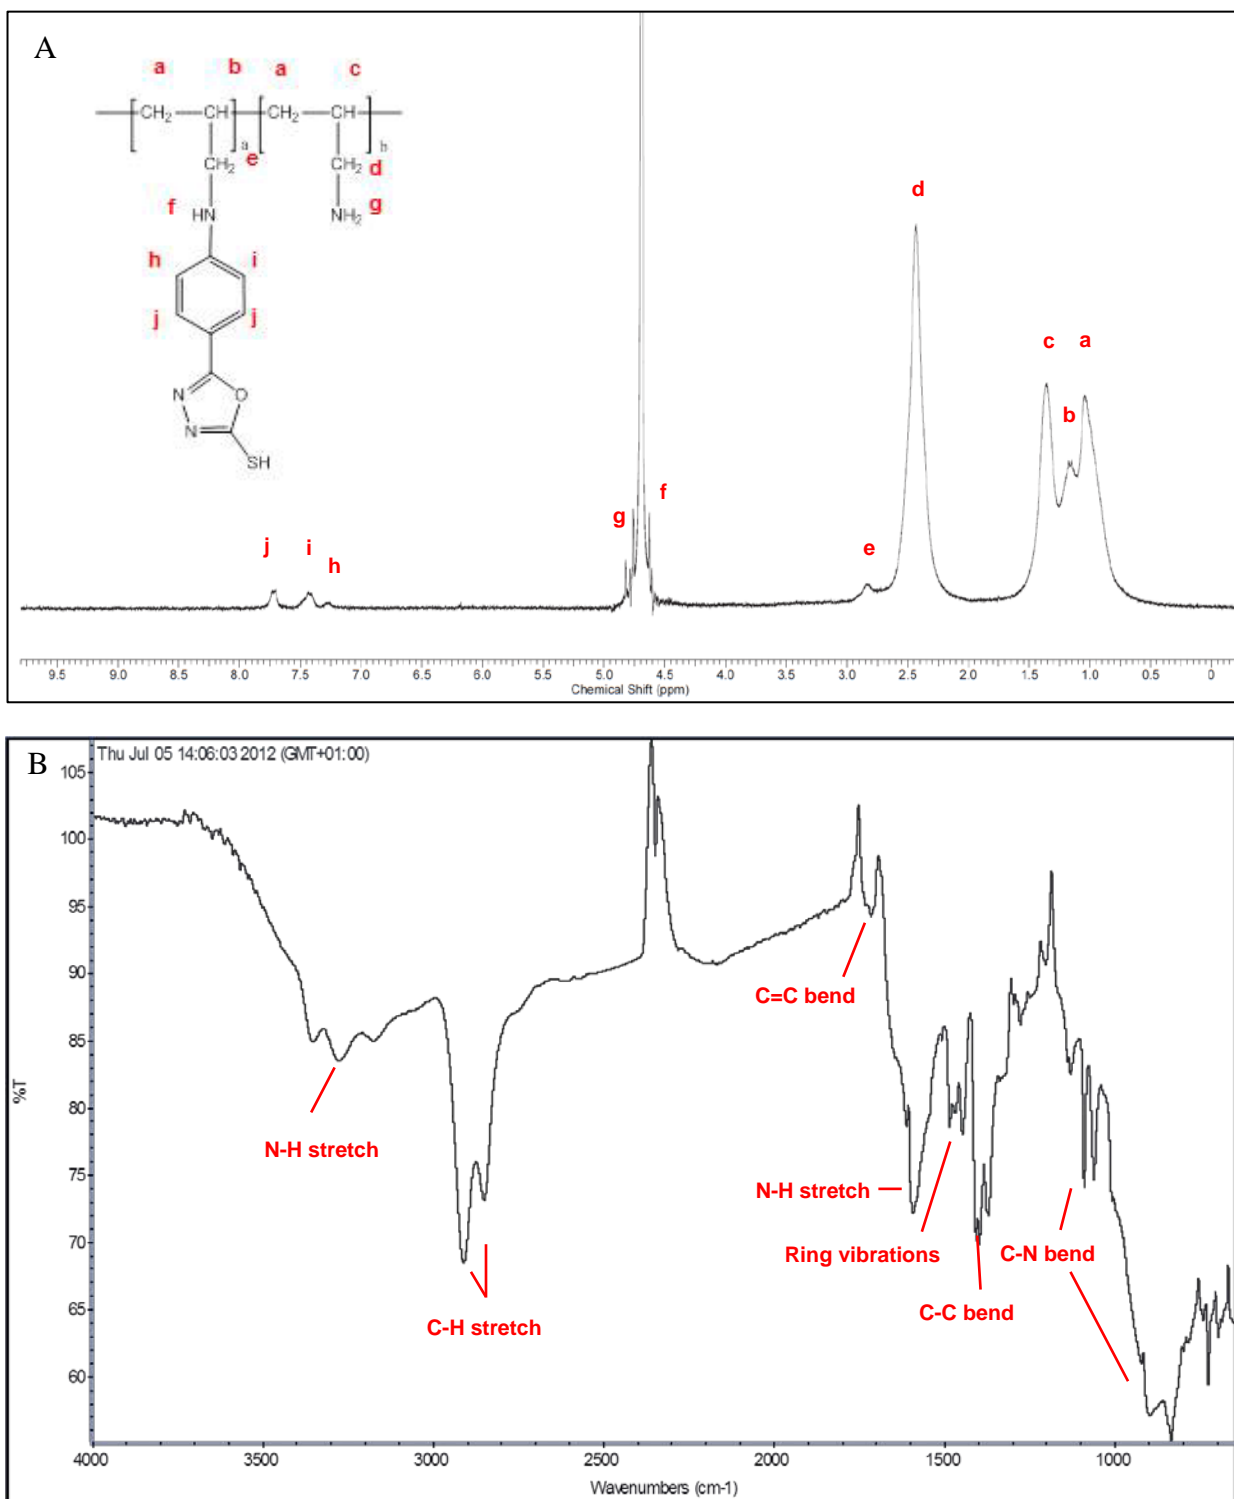 A
a b a c
CH₂ CH CH₂ CH
a b
CH₂ e CH₂ d
f HN NH₂ g
h i
j j
N O
N
SH
d
c a
b
g f
e
j i h
9.5 9.0 8.5 8.0 7.5 7.0 6.5 6.0 5.5 5.0 4.5 4.0 3.5 3.0 2.5 2.0 1.5 1.0 0.5 0
Chemical Shift (ppm)
B
Thu Jul 05 14:06:03 2012 (GMT+01:00)
105
100
95
90
85
80
75
70
65
60
%T
C=C bend
N-H stretch
N-H stretch
Ring vibrations
C-N bend
C-C bend
C-H stretch
4000 3500 3000 2500 2000 1500 1000
Wavenumbers (cm-1)